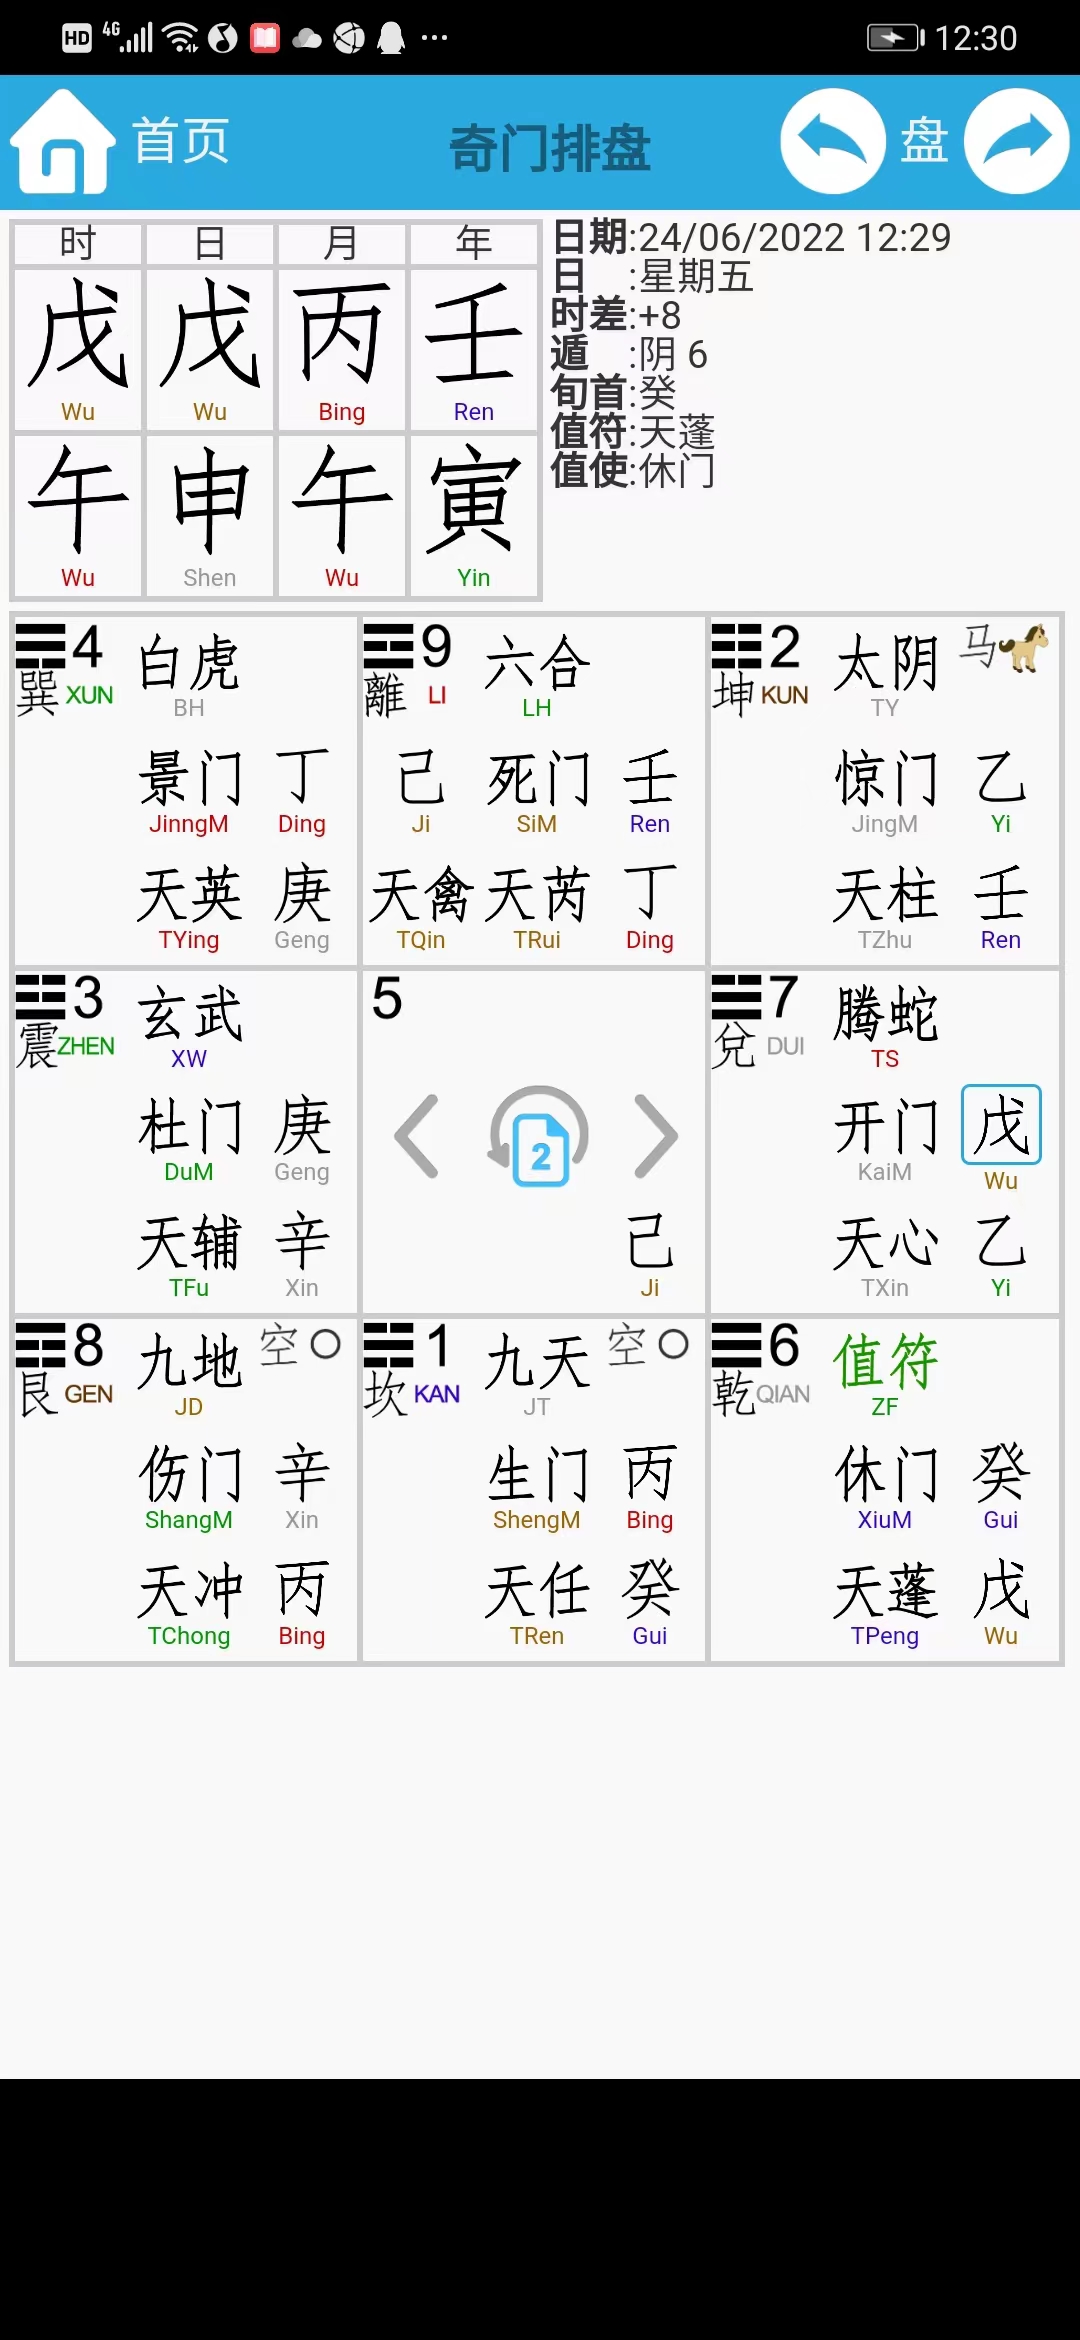 HD 4G 12:30
首页 奇门排盘 盘
时 日 月 年
戊 戊 丙 壬
Wu Wu Bing Ren
午 申 午 寅
Wu Shen Wu Yin
日期:24/06/2022 12:29
日 :星期五
时差:+8
遁 :阴 6
旬首:癸
值符:天蓬
值使:休门
4 白虎
巽 XUN BH
景门 丁
JinngM Ding
天英 庚
TYing Geng
9 六合
離 LI LH
己 死门 壬
Ji SiM Ren
天禽 天芮 丁
TQin TRui Ding
2 太阴 马
坤 KUN TY
惊门 乙
JingM Yi
天柱 壬
TZhu Ren
3 玄武
震 ZHEN XW
杜门 庚
DuM Geng
天辅 辛
TFu Xin
5
2
己
Ji
7 腾蛇
兌 DUI TS
开门 戊
KaiM Wu
天心 乙
TXin Yi
8 九地 空
艮 GEN JD
伤门 辛
ShangM Xin
天冲 丙
TChong Bing
1 九天 空
坎 KAN JT
生门 丙
ShengM Bing
天任 癸
TRen Gui
6 值符
乾 QIAN ZF
休门 癸
XiuM Gui
天蓬 戊
TPeng Wu